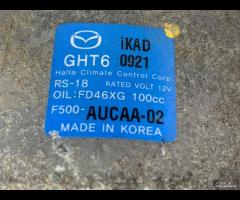 iKAD
GHT6 0921
Halla Climate Control Corp.
RS-18 RATED VOLT 12V
OIL:FD46XG 100cc
F500-AUCAA-02
MADE IN KOREA